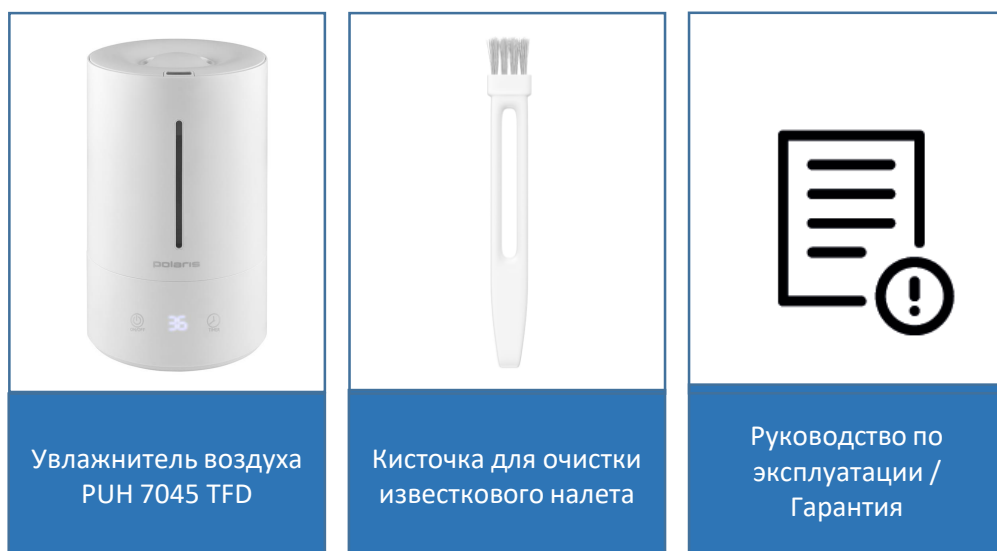 polaris
36
Увлажнитель воздуха
PUH 7045 TFD
Кисточка для очистки
известкового налета
Руководство по
эксплуатации /
Гарантия